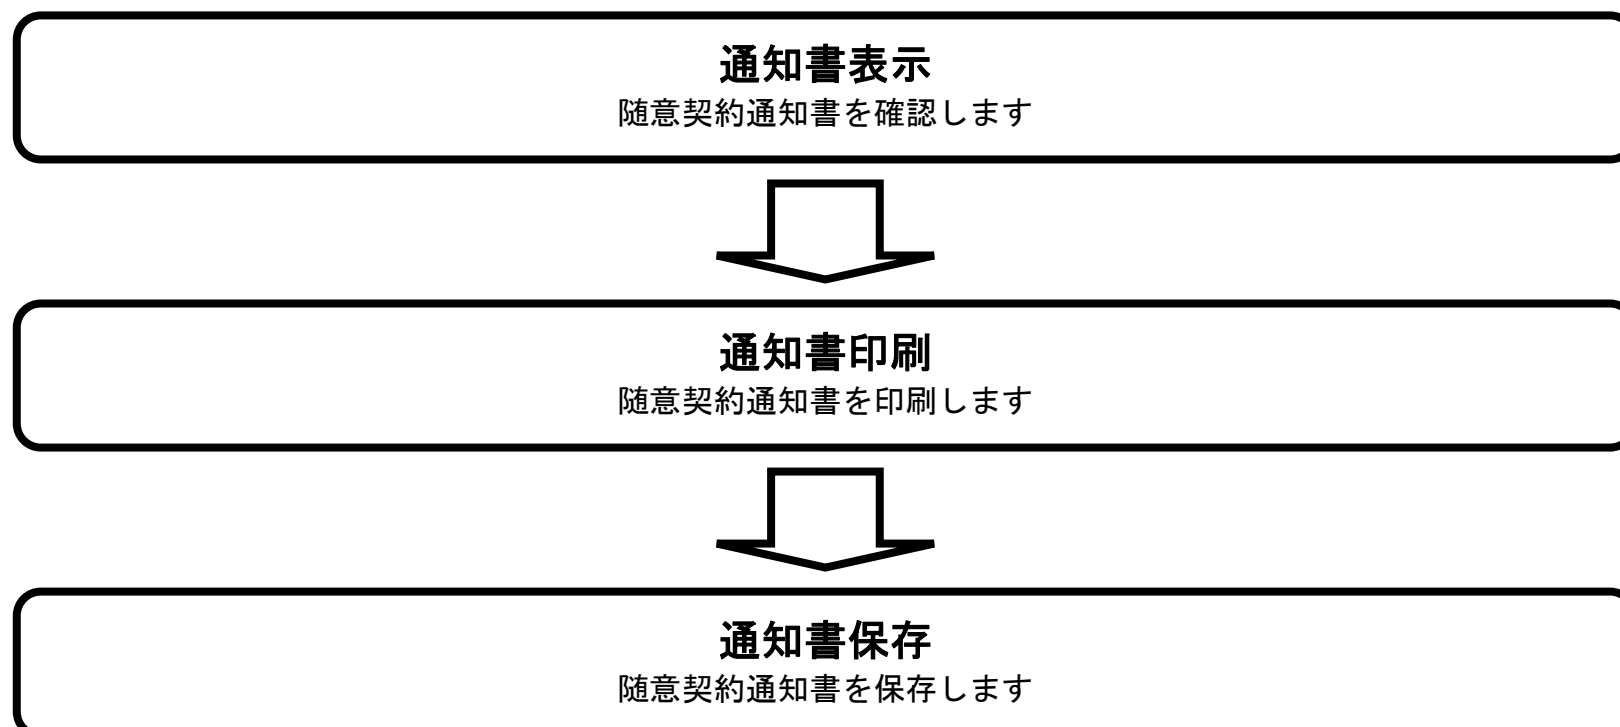 通知書表示
随意契約通知書を確認します
通知書印刷
随意契約通知書を印刷します
通知書保存
随意契約通知書を保存します